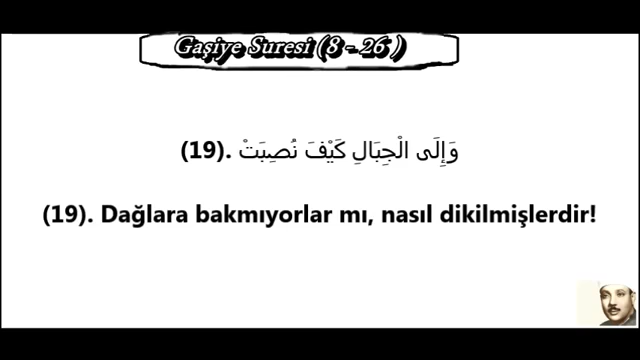 Gaşiye Suresi (8 - 26 )
(19). وَإِلَى الْجِبَالِ كَيْفَ نُصِبَتْ
(19). Dağlara bakmıyorlar mı, nasıl dikilmişlerdir!